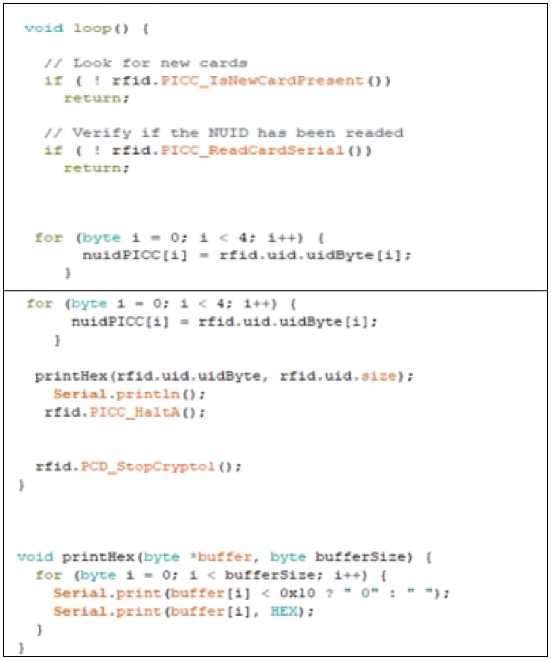 void loop() {
// Look for new cards
if ( ! rfid.PICC_IsNewCardPresent())
return;
// Verify if the NUID has been readed
if ( ! rfid.PICC_ReadCardSerial())
return;
for (byte i = 0; i < 4; i++) {
nuidPICC[i] = rfid.uid.uidByte[i];
}
for (byte i = 0; i < 4; i++) {
nuidPICC[i] = rfid.uid.uidByte[i];
}
printHex(rfid.uid.uidByte, rfid.uid.size);
Serial.println();
rfid.PICC_HaltA();
rfid.PCD_StopCrypto1();
}
void printHex(byte *buffer, byte bufferSize) {
for (byte i = 0; i < bufferSize; i++) {
Serial.print(buffer[i] < 0x10 ? " 0" : " ");
Serial.print(buffer[i], HEX);
}
}